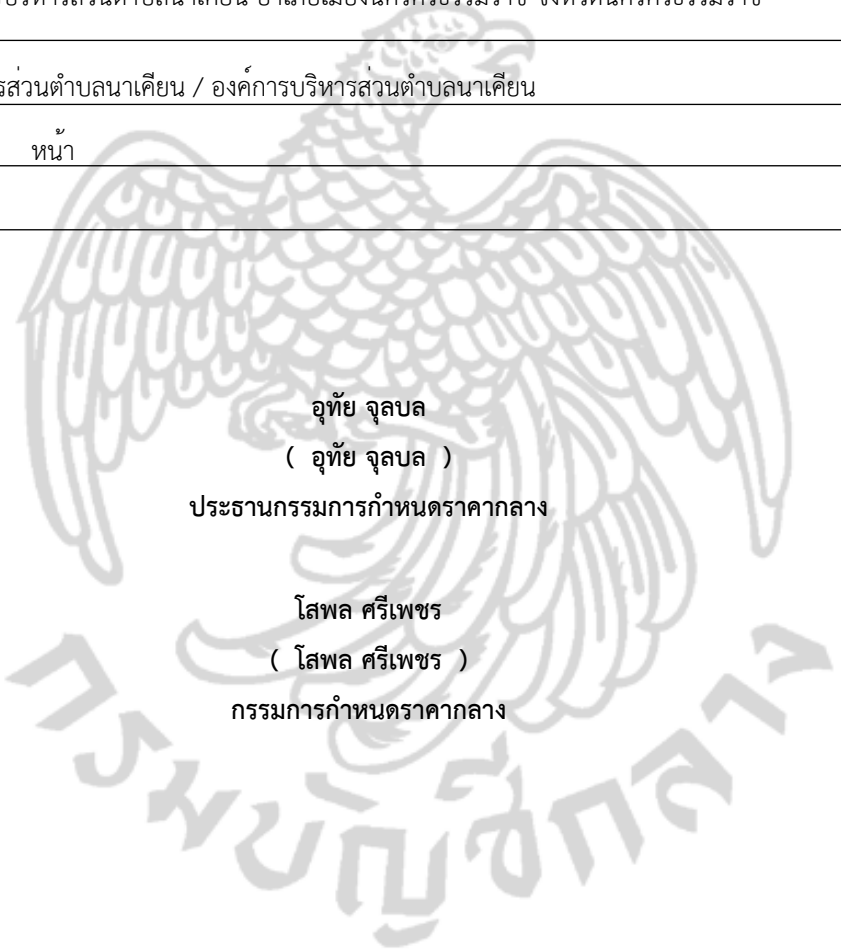 ส่วนตำบลนาเคียน / องค์การบริหารส่วนตำบลนาเคียน
หน้า
อุทัย จุลบล
( อุทัย จุลบล )
ประธานกรรมการกำหนดราคากลาง
โสพล ศรีเพชร
( โสพล ศรีเพชร )
กรรมการกำหนดราคากลาง
กรมบัญชีกลาง